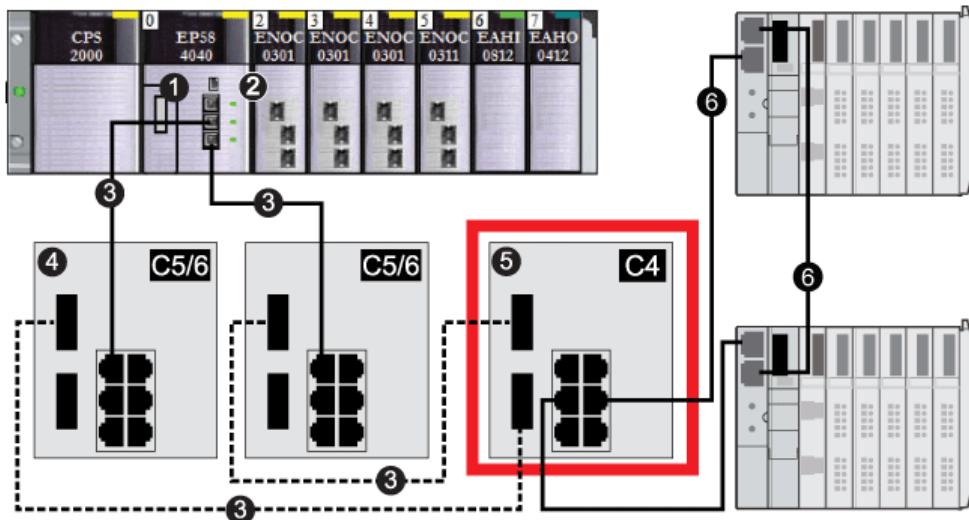 0 2 3 4 5 6 7
CPS EP58 ENOC ENOC ENOC ENOC EAHI EAHO
2000 4040 0301 0301 0301 0311 0812 0412
1 2
6
3 3
4 C5/6 C5/6 5 C4
6
3
3